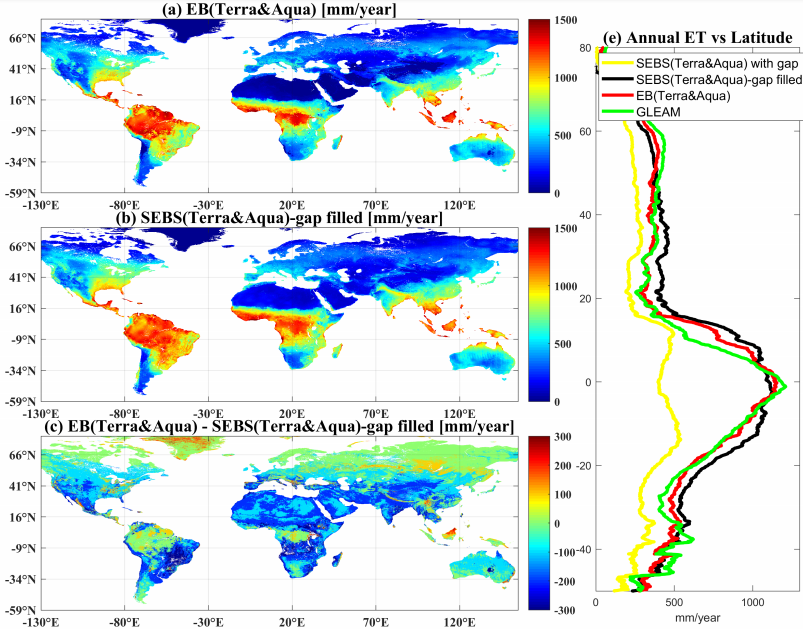 (a) EB(Terra&Aqua) [mm/year]
66°N
41°N
16°N
-9°N
-34°N
-59°N
-130°E -80°E -30°E 20°E 70°E 120°E
1500
1000
500
0
(b) SEBS(Terra&Aqua)-gap filled [mm/year]
66°N
41°N
16°N
-9°N
-34°N
-59°N
-130°E -80°E -30°E 20°E 70°E 120°E
1500
1000
500
0
(c) EB(Terra&Aqua) - SEBS(Terra&Aqua)-gap filled [mm/year]
66°N
41°N
16°N
-9°N
-34°N
-59°N
-130°E -80°E -30°E 20°E 70°E 120°E
300
200
100
0
-100
-200
-300
(e) Annual ET vs Latitude
SEBS(Terra&Aqua) with gap
SEBS(Terra&Aqua)-gap filled
EB(Terra&Aqua)
GLEAM
80
60
40
20
0
-20
-40
0 500 1000
mm/year